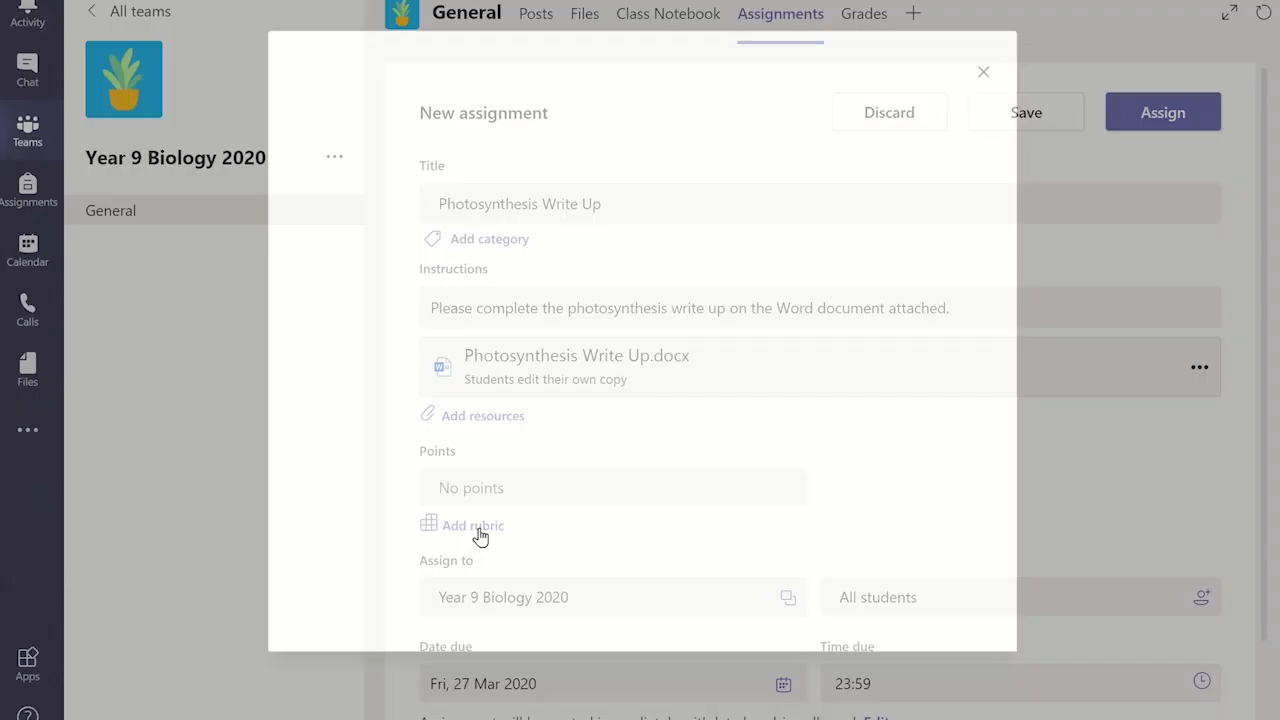 Activity
Chat
Teams
Assignments
Calendar
Calls
Files
Apps
All teams
Year 9 Biology 2020
General
General Posts Files Class Notebook Assignments Grades
New assignment
Discard Save Assign
Title
Photosynthesis Write Up
Add category
Instructions
Please complete the photosynthesis write up on the Word document attached.
Photosynthesis Write Up.docx
Students edit their own copy
Add resources
Points
No points
Add rubric
Assign to
Year 9 Biology 2020 All students
Date due Time due
Fri, 27 Mar 2020 23:59